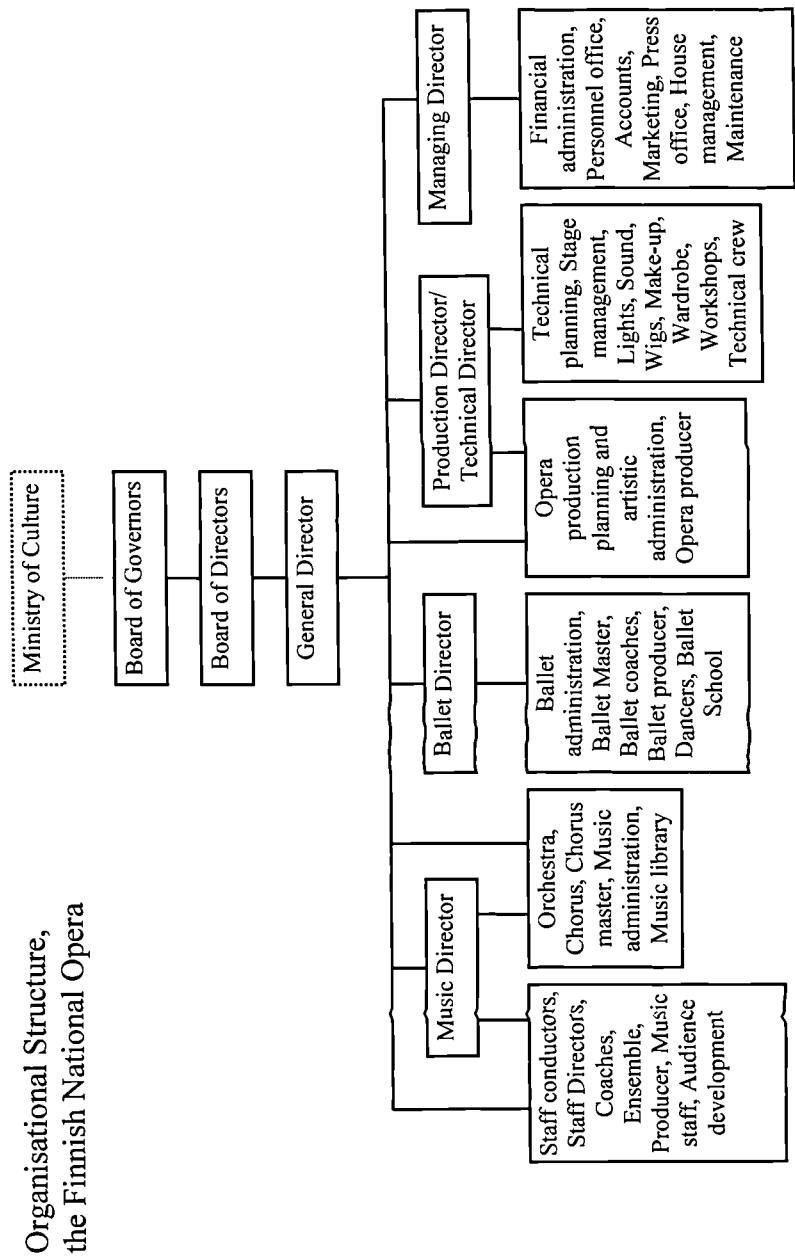 Organisational Structure,
the Finnish National Opera
Ministry of Culture
Board of Governors
Board of Directors
General Director
Music Director
Ballet Director
Production Director/
Technical Director
Managing Director
Staff conductors,
Staff Directors,
Coaches,
Ensemble,
Producer, Music
staff, Audience
development
Orchestra,
Chorus, Chorus
master, Music
administration,
Music library
Ballet
administration,
Ballet Master,
Ballet coaches,
Ballet producer,
Dancers, Ballet
School
Opera
production
planning and
artistic
administration,
Opera producer
Technical
planning, Stage
management,
Lights, Sound,
Wigs, Make-up,
Wardrobe,
Workshops,
Technical crew
Financial
administration,
Personnel office,
Accounts,
Marketing, Press
office, House
management,
Maintenance